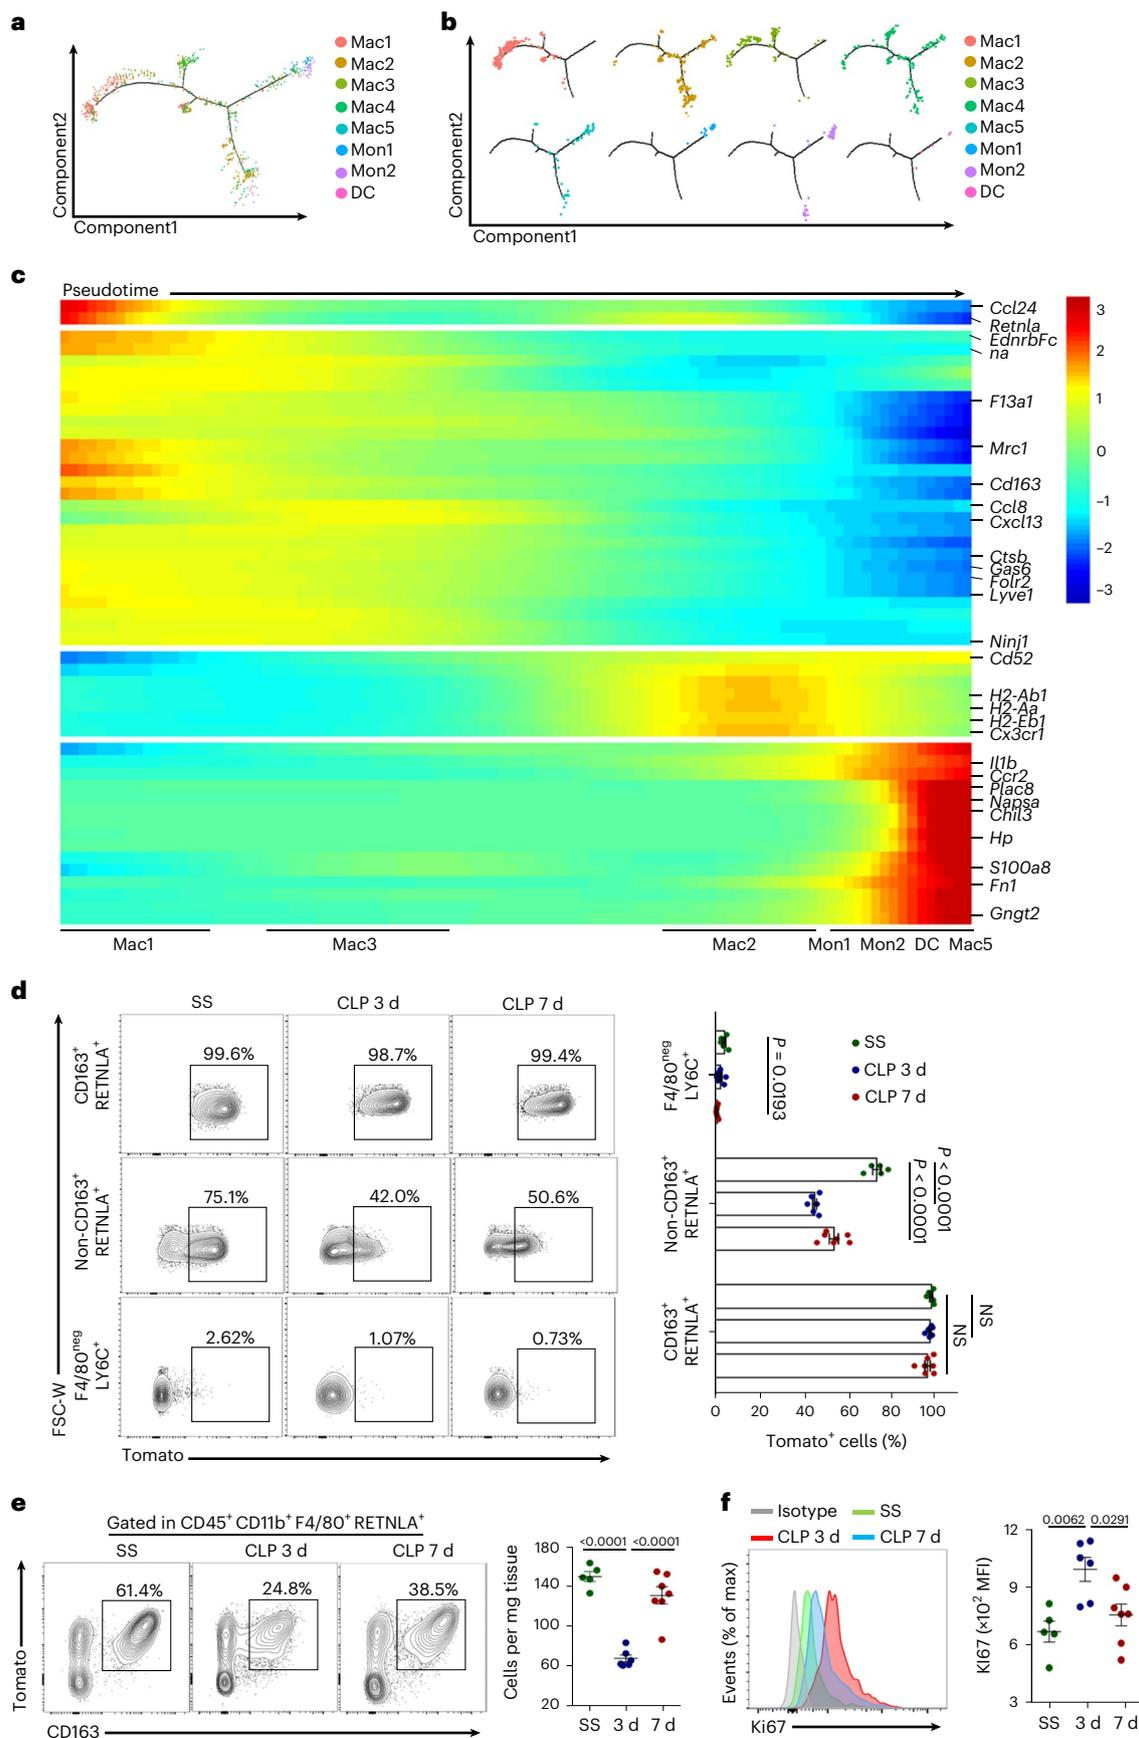 a
Component2
Component1
Mac1
Mac2
Mac3
Mac4
Mac5
Mon1
Mon2
DC
b
Component2
Component1
Mac1
Mac2
Mac3
Mac4
Mac5
Mon1
Mon2
DC
c
Pseudotime
Ccl24
Retnla
EdnrbFc
na
F13a1
Mrc1
Cd163
Ccl8
Cxcl13
Ctsb
Gas6
Folr2
Lyve1
Ninj1
Cd52
H2-Ab1
H2-Aa
H2-Eb1
Cx3cr1
Il1b
Ccr2
Plac8
Napsa
Chil3
Hp
S100a8
Fn1
Gngt2
3
2
1
0
–1
–2
–3
Mac1 Mac3 Mac2 Mon1 Mon2 DC Mac5
d
SS CLP 3 d CLP 7 d
CD163+
RETNLA+
99.6% 98.7% 99.4%
Non-CD163+
RETNLA+
75.1% 42.0% 50.6%
F4/80neg
LY6C+
2.62% 1.07% 0.73%
FSC-W
Tomato
F4/80neg
LY6C+
P = 0.0193
SS
CLP 3 d
CLP 7 d
Non-CD163+
RETNLA+
P < 0.0001
P < 0.0001
CD163+
RETNLA+
NS
NS
0 20 40 60 80 100
Tomato+ cells (%)
e
Gated in CD45+ CD11b+ F4/80+ RETNLA+
SS CLP 3 d CLP 7 d
61.4% 24.8% 38.5%
Tomato
CD163
Cells per mg tissue
180
140
100
60
20
<0.0001 <0.0001
SS 3 d 7 d
f
Isotype SS
CLP 3 d CLP 7 d
Events (% of max)
Ki67
KI67 (×10² MFI)
12
9
6
3
0.0062 0.0291
SS 3 d 7 d